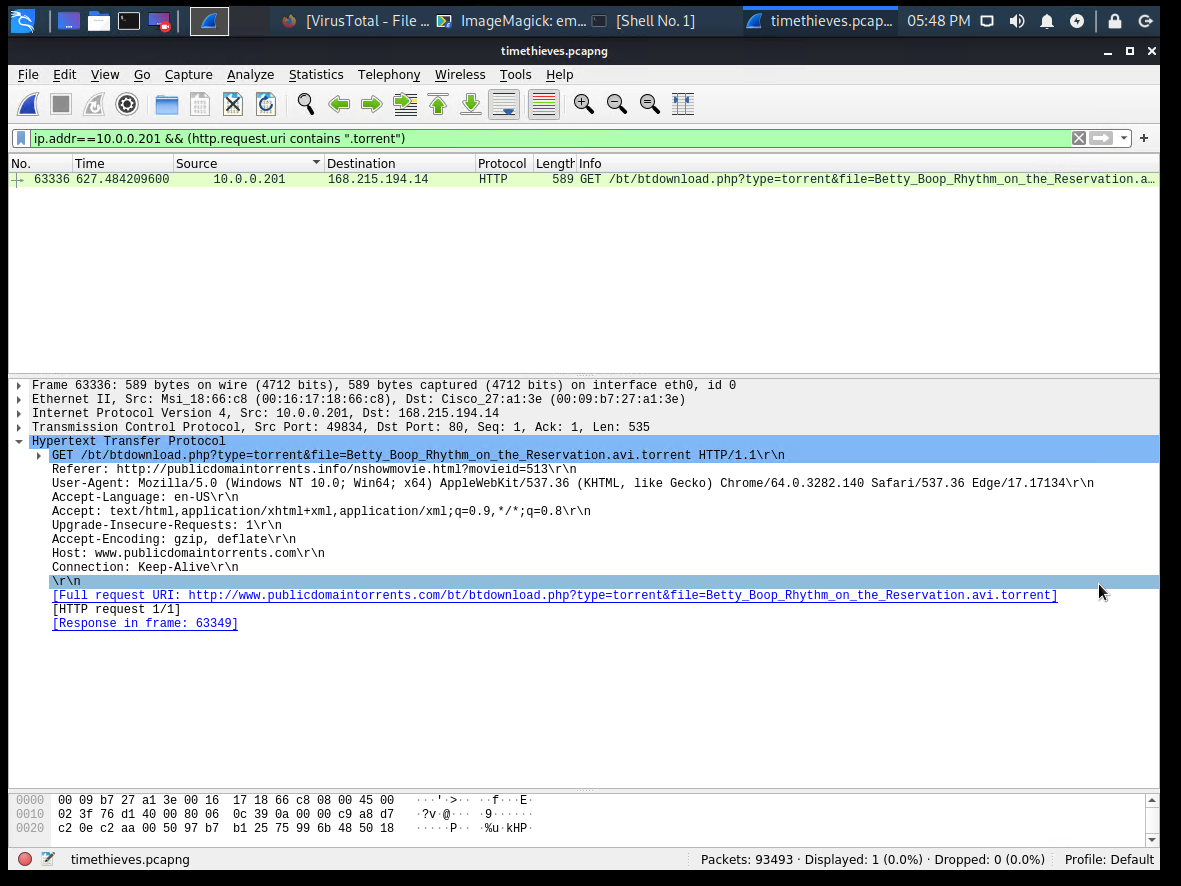 [VirusTotal - File ... ImageMagick: em... [Shell No. 1] timethieves.pcap... 05:48 PM
timethieves.pcapng
File Edit View Go Capture Analyze Statistics Telephony Wireless Tools Help
ip.addr==10.0.0.201 && (http.request.uri contains ".torrent")
No. Time Source Destination Protocol Length Info
63336 627.484209600 10.0.0.201 168.215.194.14 HTTP 589 GET /bt/btdownload.php?type=torrent&file=Betty_Boop_Rhythm_on_the_Reservation.a...
Frame 63336: 589 bytes on wire (4712 bits), 589 bytes captured (4712 bits) on interface eth0, id 0
Ethernet II, Src: Msi_18:66:c8 (00:16:17:18:66:c8), Dst: Cisco_27:a1:3e (00:09:b7:27:a1:3e)
Internet Protocol Version 4, Src: 10.0.0.201, Dst: 168.215.194.14
Transmission Control Protocol, Src Port: 49834, Dst Port: 80, Seq: 1, Ack: 1, Len: 535
Hypertext Transfer Protocol
GET /bt/btdownload.php?type=torrent&file=Betty_Boop_Rhythm_on_the_Reservation.avi.torrent HTTP/1.1\r\n
Referer: http://publicdomaintorrents.info/nshowmovie.html?movieid=513\r\n
User-Agent: Mozilla/5.0 (Windows NT 10.0; Win64; x64) AppleWebKit/537.36 (KHTML, like Gecko) Chrome/64.0.3282.140 Safari/537.36 Edge/17.17134\r\n
Accept-Language: en-US\r\n
Accept: text/html,application/xhtml+xml,application/xml;q=0.9,*/*;q=0.8\r\n
Upgrade-Insecure-Requests: 1\r\n
Accept-Encoding: gzip, deflate\r\n
Host: www.publicdomaintorrents.com\r\n
Connection: Keep-Alive\r\n
\r\n
[Full request URI: http://www.publicdomaintorrents.com/bt/btdownload.php?type=torrent&file=Betty_Boop_Rhythm_on_the_Reservation.avi.torrent]
[HTTP request 1/1]
[Response in frame: 63349]
0000 00 09 b7 27 a1 3e 00 16 17 18 66 c8 08 00 45 00 ···'·>·· ··f···E·
0010 02 3f 76 d1 40 00 80 06 0c 39 0a 00 00 c9 a8 d7 ·?v·@··· ·9······
0020 c2 0e c2 aa 00 50 97 b7 b1 25 75 99 6b 48 50 18 ·····P·· ·%u·kHP·
timethieves.pcapng Packets: 93493 · Displayed: 1 (0.0%) · Dropped: 0 (0.0%) Profile: Default